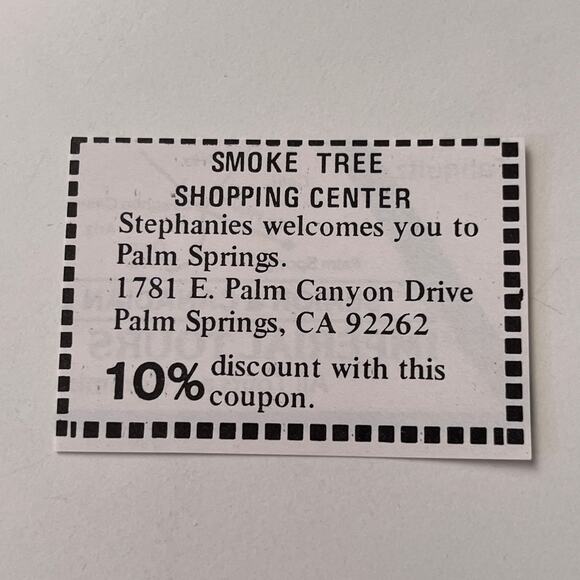 SMOKE TREE
SHOPPING CENTER
Stephanies welcomes you to
Palm Springs.
1781 E. Palm Canyon Drive
Palm Springs, CA 92262
10% discount with this
coupon.